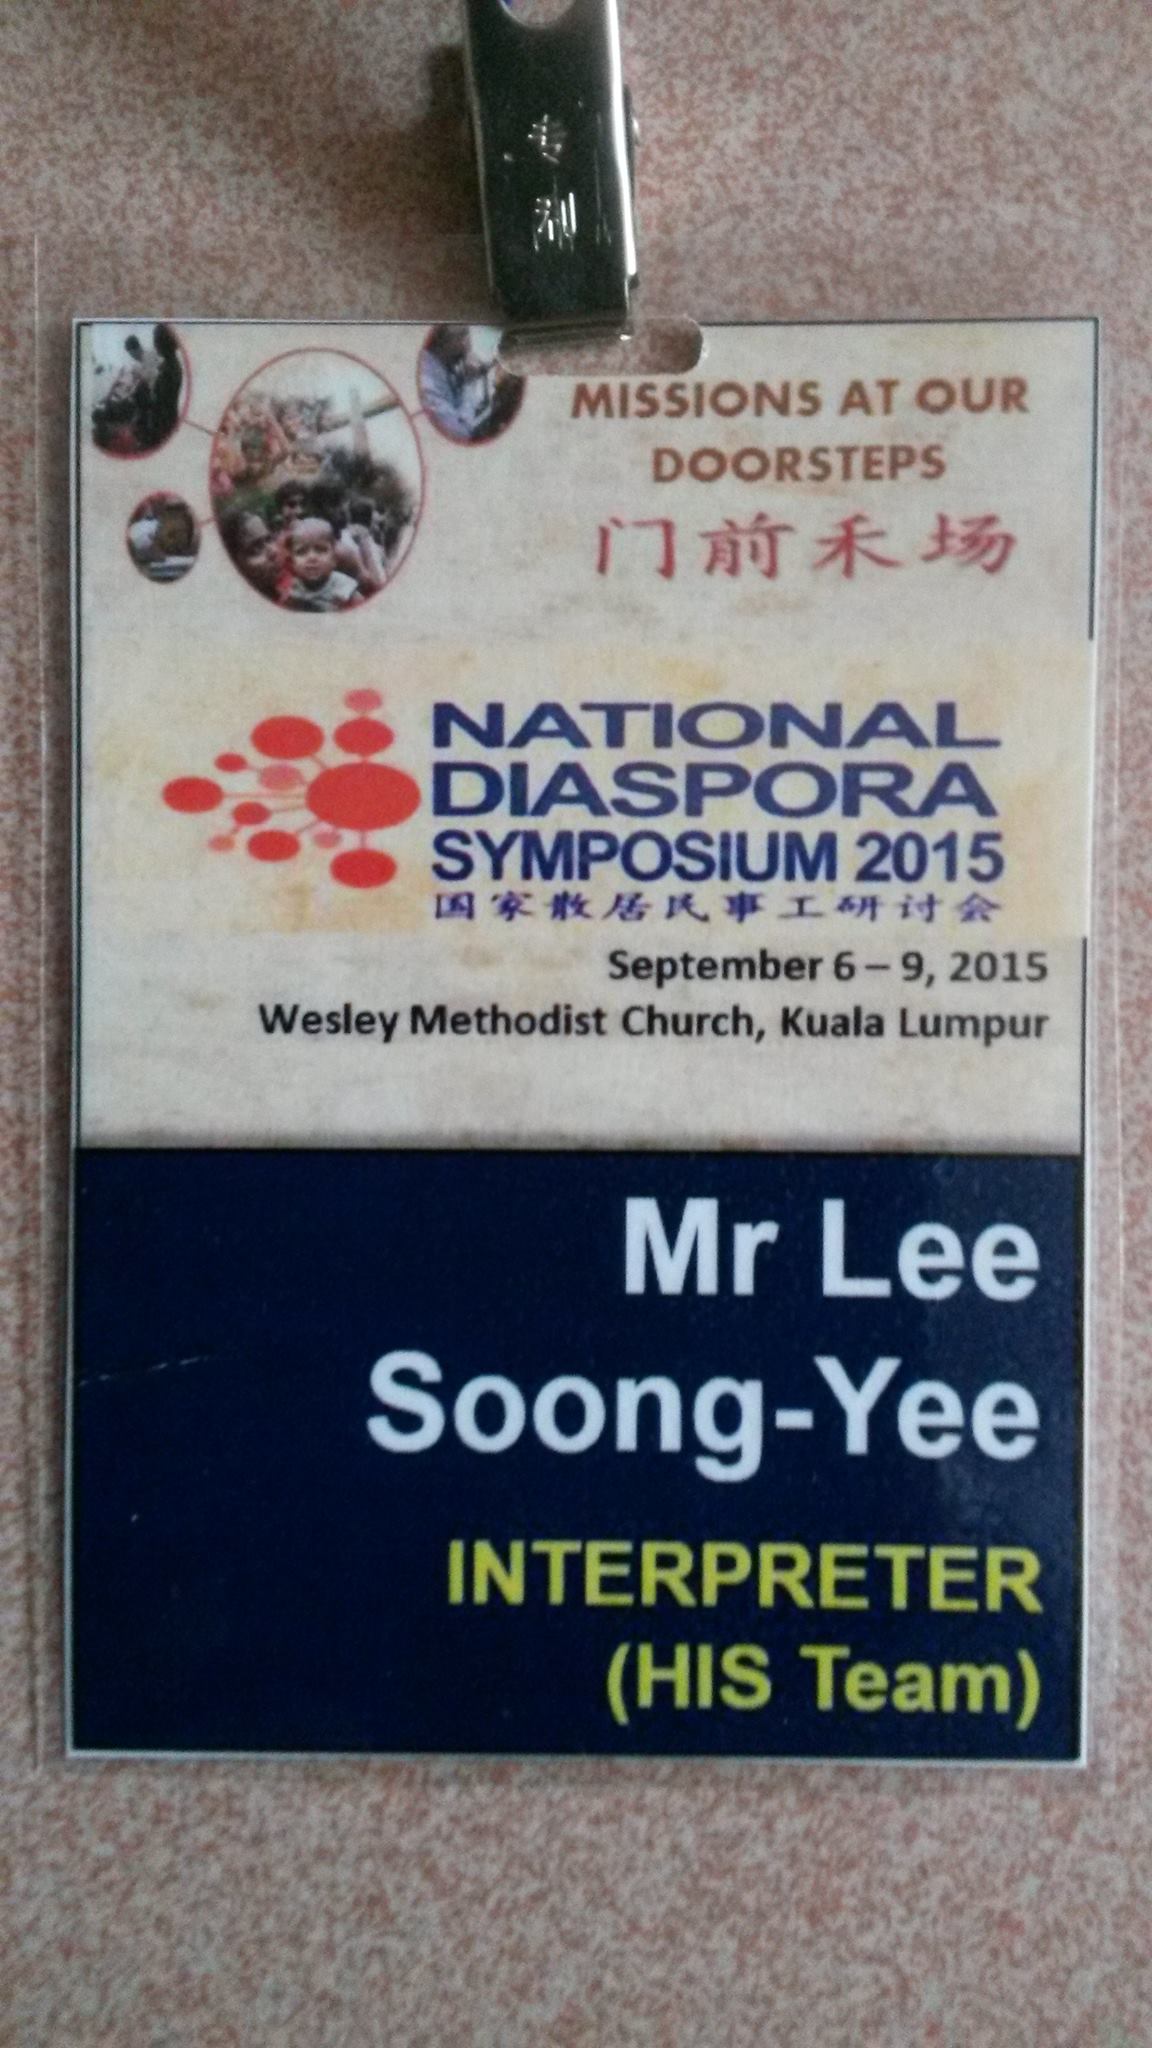 专利
MISSIONS AT OUR
DOORSTEPS
门前禾场
NATIONAL
DIASPORA
SYMPOSIUM 2015
国家散居民事工研讨会
September 6 – 9, 2015
Wesley Methodist Church, Kuala Lumpur
Mr Lee
Soong-Yee
INTERPRETER
(HIS Team)